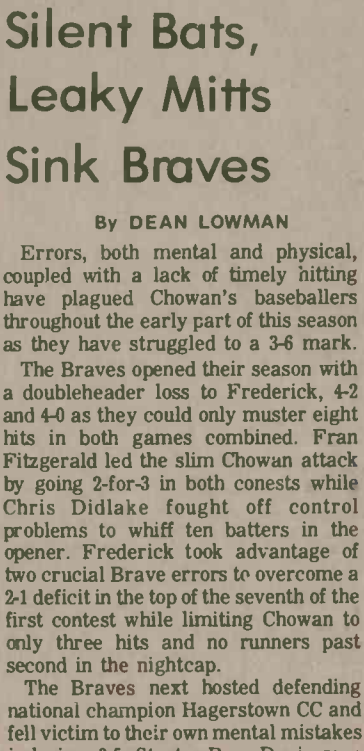 Silent Bats,
Leaky Mitts
Sink Braves
By DEAN LOWMAN
Errors, both mental and physical,
coupled with a lack of timely hitting
have plagued Chowan's baseballers
throughout the early part of this season
as they have struggled to a 3-6 mark.
The Braves opened their season with
a doubleheader loss to Frederick, 4-2
and 4-0 as they could only muster eight
hits in both games combined. Fran
Fitzgerald led the slim Chowan attack
by going 2-for-3 in both conests while
Chris Didlake fought off control
problems to whiff ten batters in the
opener. Frederick took advantage of
two crucial Brave errors to overcome a
2-1 deficit in the top of the seventh of the
first contest while limiting Chowan to
only three hits and no runners past
second in the nightcap.
The Braves next hosted defending
national champion Hagerstown CC and
fell victim to their own mental mistakes